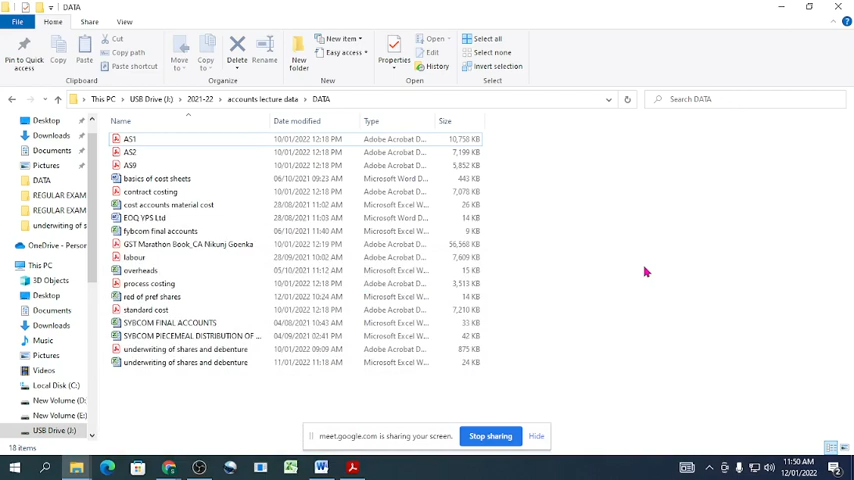 DATA
File Home Share View
Pin to Quick access
Copy
Paste
Cut
Copy path
Paste shortcut
Clipboard
Move to
Copy to
Delete
Rename
Organize
New folder
New item
Easy access
New
Properties
Open
Edit
History
Open
Select all
Select none
Invert selection
Select
This PC > USB Drive (J:) > 2021-22 > accounts lecture data > DATA
Search DATA
Name Date modified Type Size
AS1 10/01/2022 12:18 PM Adobe Acrobat D... 10,758 KB
AS2 10/01/2022 12:18 PM Adobe Acrobat D... 7,199 KB
AS9 10/01/2022 12:18 PM Adobe Acrobat D... 5,852 KB
basics of cost sheets 06/10/2021 09:23 AM Microsoft Word D... 443 KB
contract costing 10/01/2022 12:18 PM Adobe Acrobat D... 7,078 KB
cost accounts material cost 28/08/2021 11:02 AM Microsoft Excel W... 26 KB
EOQ YPS Ltd 28/08/2021 11:03 AM Microsoft Word D... 14 KB
fybcom final accounts 06/10/2021 11:40 AM Microsoft Excel W... 9 KB
GST Marathon Book_CA Nikunj Goenka 10/01/2022 12:19 PM Adobe Acrobat D... 56,568 KB
labour 28/09/2021 10:02 AM Adobe Acrobat D... 7,609 KB
overheads 05/10/2021 11:12 AM Microsoft Excel W... 15 KB
process costing 10/01/2022 12:18 PM Adobe Acrobat D... 3,513 KB
red of pref shares 12/01/2022 10:24 AM Microsoft Excel W... 14 KB
standard cost 10/01/2022 12:18 PM Adobe Acrobat D... 7,210 KB
SYBCOM FINAL ACCOUNTS 04/08/2021 10:43 AM Microsoft Excel W... 33 KB
SYBCOM PIECEMEAL DISTRIBUTION OF ... 04/09/2021 02:41 PM Microsoft Excel W... 42 KB
underwriting of shares and debenture 10/01/2022 09:09 AM Adobe Acrobat D... 875 KB
underwriting of shares and debenture 11/01/2022 11:18 AM Microsoft Excel W... 24 KB
Desktop
Downloads
Documents
Pictures
DATA
REGULAR EXAM
REGULAR EXAM
underwiting of s
OneDrive - Person
This PC
3D Objects
Desktop
Documents
Downloads
Music
Pictures
Videos
Local Disk (C:)
New Volume (D:
New Volume (E:)
USB Drive (J:)
meet.google.com is sharing your screen. Stop sharing Hide
18 items
11:50 AM
12/01/2022
2